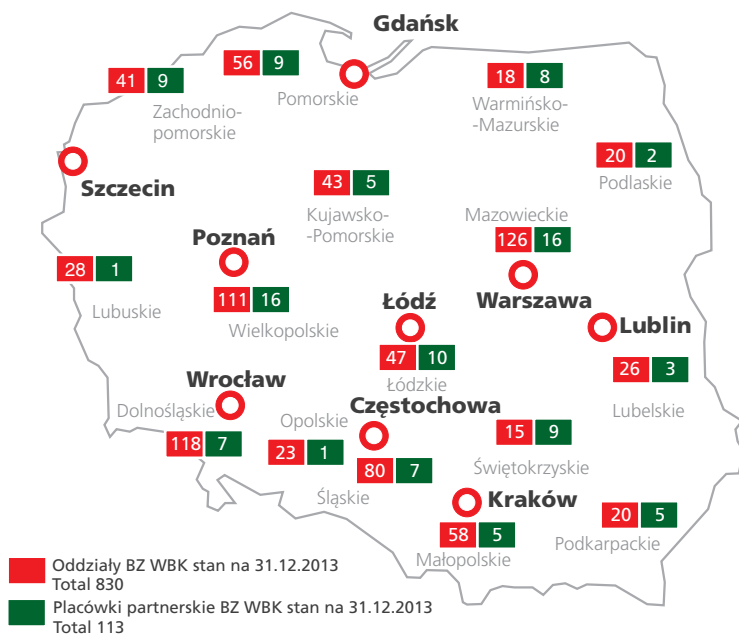 Gdańsk
56 9
Pomorskie
41 9
Zachodnio-
pomorskie
18 8
Warmińsko-
-Mazurskie
20 2
Podlaskie
Szczecin
43 5
Kujawsko-
-Pomorskie
Mazowieckie
126 16
Warszawa
Poznań
28 1
Lubuskie
111 16
Wielkopolskie
Łódź
47 10
Łódzkie
Lublin
26 3
Lubelskie
Wrocław
Dolnośląskie
118 7
Opolskie
23 1
Częstochowa
80 7
Śląskie
15 9
Świętokrzyskie
Kraków
58 5
Małopolskie
20 5
Podkarpackie
Oddziały BZ WBK stan na 31.12.2013
Total 830
Placówki partnerskie BZ WBK stan na 31.12.2013
Total 113